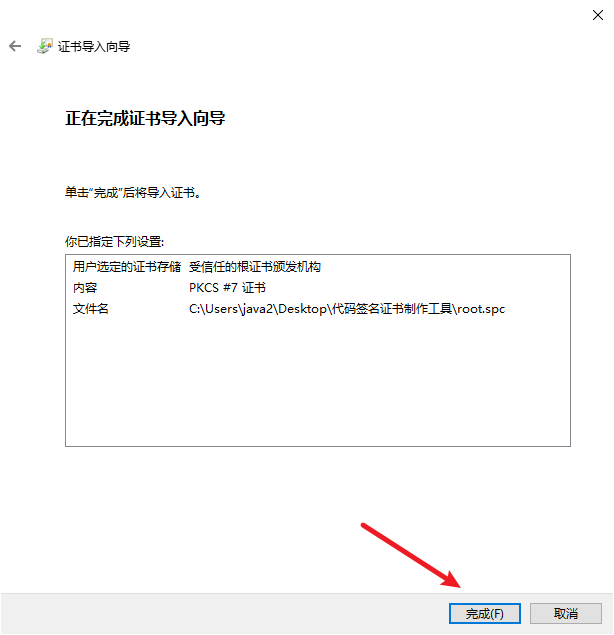 证书导入向导
正在完成证书导入向导
单击“完成”后将导入证书。
你已指定下列设置:
用户选定的证书存储 受信任的根证书颁发机构
内容 PKCS #7 证书
文件名 C:\Users\java2\Desktop\代码签名证书制作工具\root.spc
完成(F) 取消